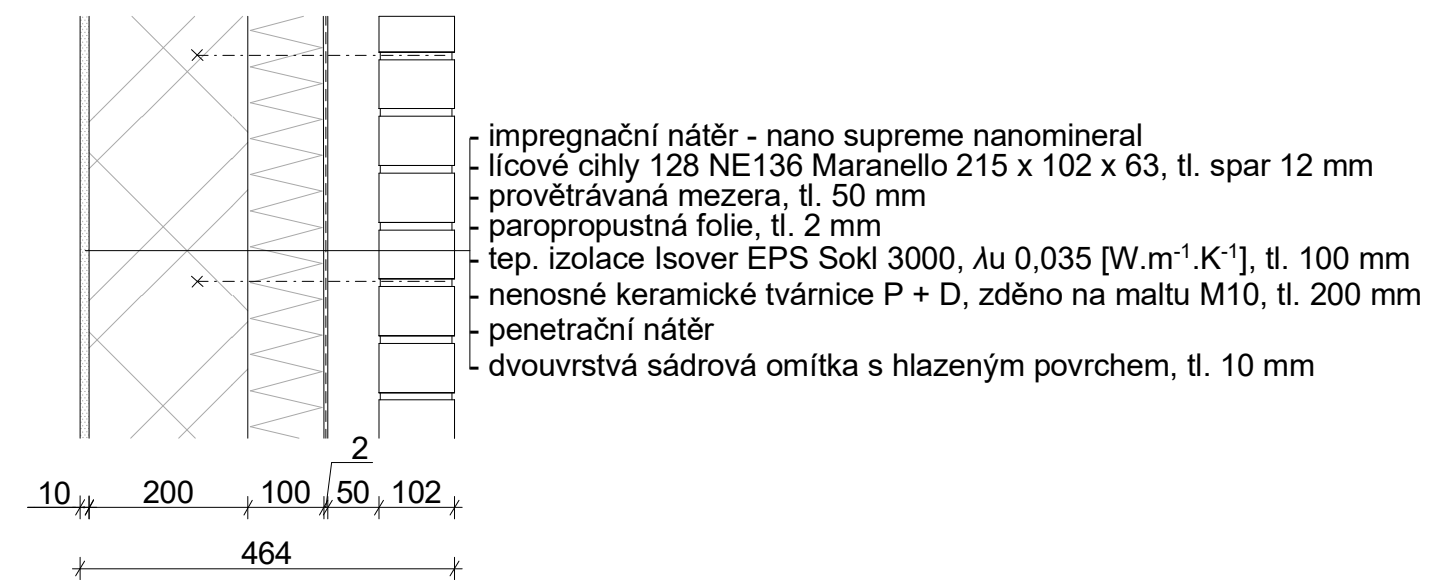 - impregnační nátěr - nano supreme nanomineral
- lícové cihly 128 NE136 Maranello 215 x 102 x 63, tl. spar 12 mm
- provětrávaná mezera, tl. 50 mm
- paropropustná folie, tl. 2 mm
- tep. izolace Isover EPS Sokl 3000, λu 0,035 [W.m⁻¹.K⁻¹], tl. 100 mm
- nenosné keramické tvárnice P + D, zděno na maltu M10, tl. 200 mm
- penetrační nátěr
- dvouvrstvá sádrová omítka s hlazeným povrchem, tl. 10 mm
2
10 200 100 50 102
464